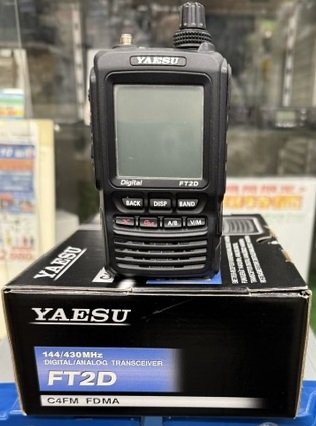 YAESU
Digital FT2D
BACK DISP BAND
A/B V/M
YAESU
YAESU
144/430MHz
DIGITAL/ANALOG TRANSCEIVER
FT2D
C4FM FDMA